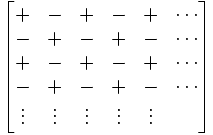 + − + − + ⋯
− + − + − ⋯
+ − + − + ⋯
− + − + − ⋯
⋮ ⋮ ⋮ ⋮ ⋮